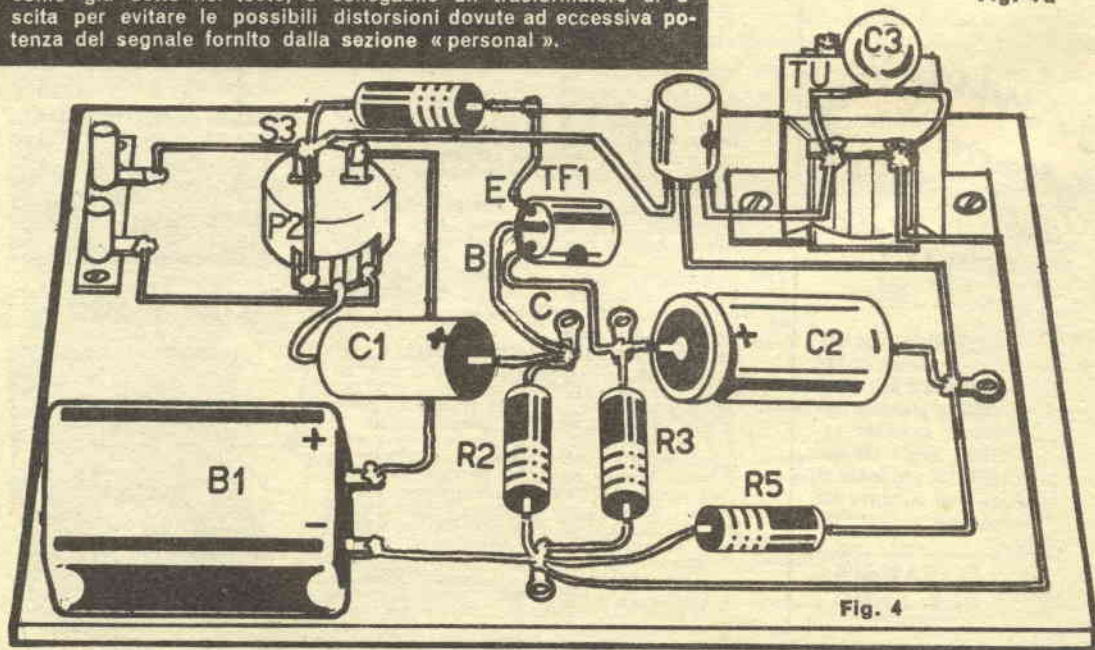 scita per evitare le possibili distorsioni dovute ad eccessiva po-
tenza del segnale fornito dalla sezione « personal ».
C3
TU
S3
E
TF1
P2
B
C
C1
+
+
C2
-
R2
R3
B1
+
-
R5
Fig. 4